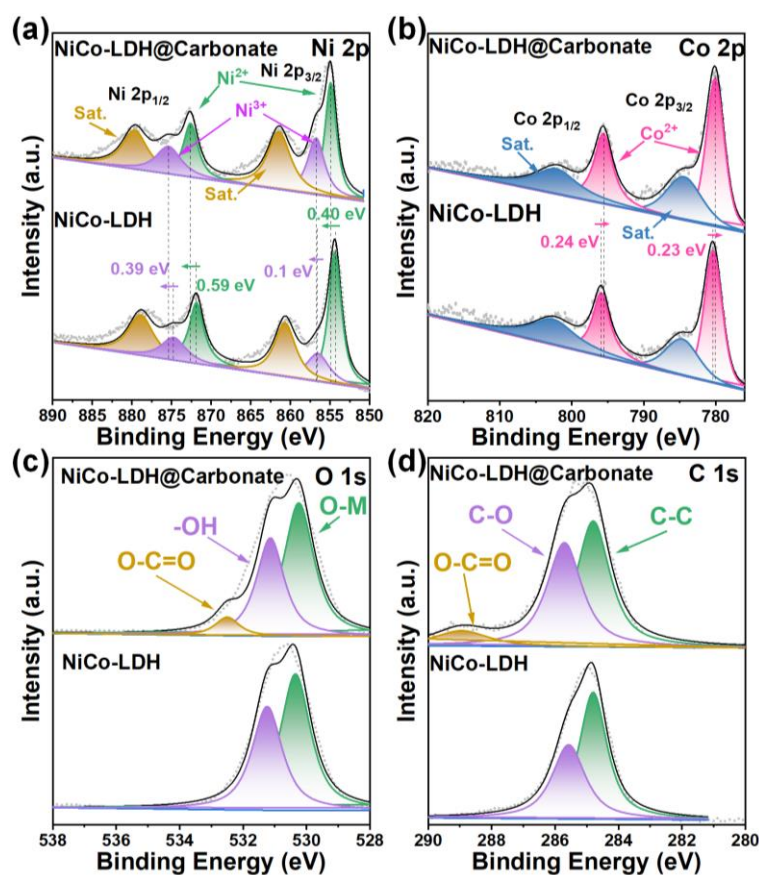 (a)
NiCo-LDH@Carbonate Ni 2p
Ni 2p1/2 Ni2+ Ni 2p3/2
Sat. Ni3+
Sat.
NiCo-LDH
0.40 eV
0.39 eV 0.59 eV 0.1 eV
Intensity (a.u.)
890 885 880 875 870 865 860 855 850
Binding Energy (eV)
(b)
NiCo-LDH@Carbonate Co 2p
Co 2p1/2 Co 2p3/2
Sat. Co2+
NiCo-LDH
Sat.
0.24 eV 0.23 eV
Intensity (a.u.)
820 800 790 780
Binding Energy (eV)
(c)
NiCo-LDH@Carbonate O 1s
O-M
-OH
O-C=O
NiCo-LDH
Intensity (a.u.)
538 536 534 532 530 528
Binding Energy (eV)
(d)
NiCo-LDH@Carbonate C 1s
C-O C-C
O-C=O
NiCo-LDH
Intensity (a.u.)
290 288 286 284 282 280
Binding Energy (eV)